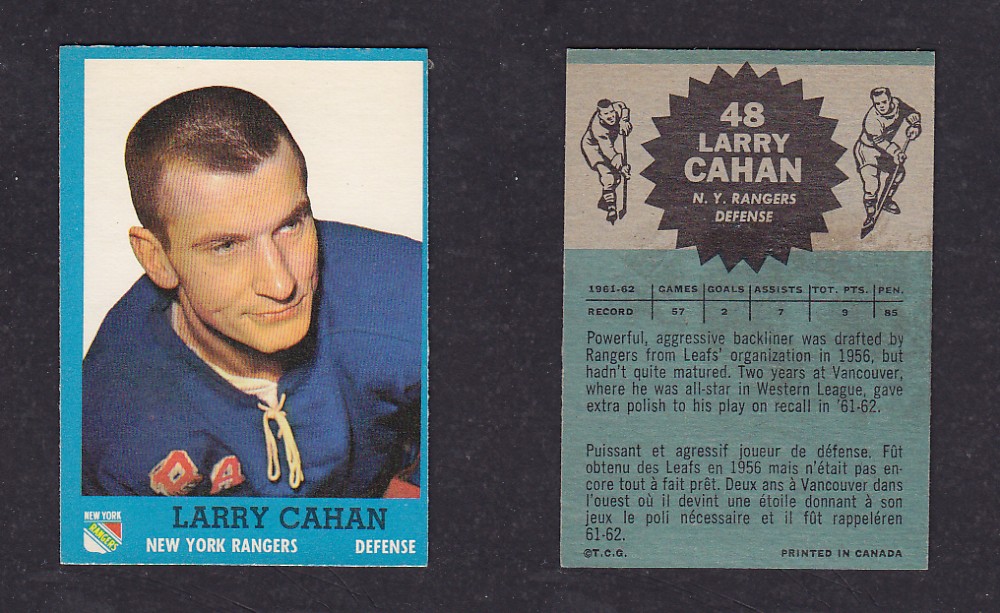 RA
NEW YORK
RANGERS
LARRY CAHAN
NEW YORK RANGERS DEFENSE
48
LARRY
CAHAN
N. Y. RANGERS
DEFENSE
1961-62 GAMES GOALS ASSISTS TOT. PTS. PEN.
RECORD 57 2 7 9 85
Powerful, aggressive backliner was drafted by
Rangers from Leafs' organization in 1956, but
hadn't quite matured. Two years at Vancouver,
where he was all-star in Western League, gave
extra polish to his play on recall in '61-62.
Puissant et agressif joueur de défense. Fût
obtenu des Leafs en 1956 mais n'était pas en-
core tout à fait prêt. Deux ans à Vancouver dans
l'ouest où il devint une étoile donnant à son
jeux le poli nécessaire et il fût rappeléren
61-62.
©T.C.G. PRINTED IN CANADA